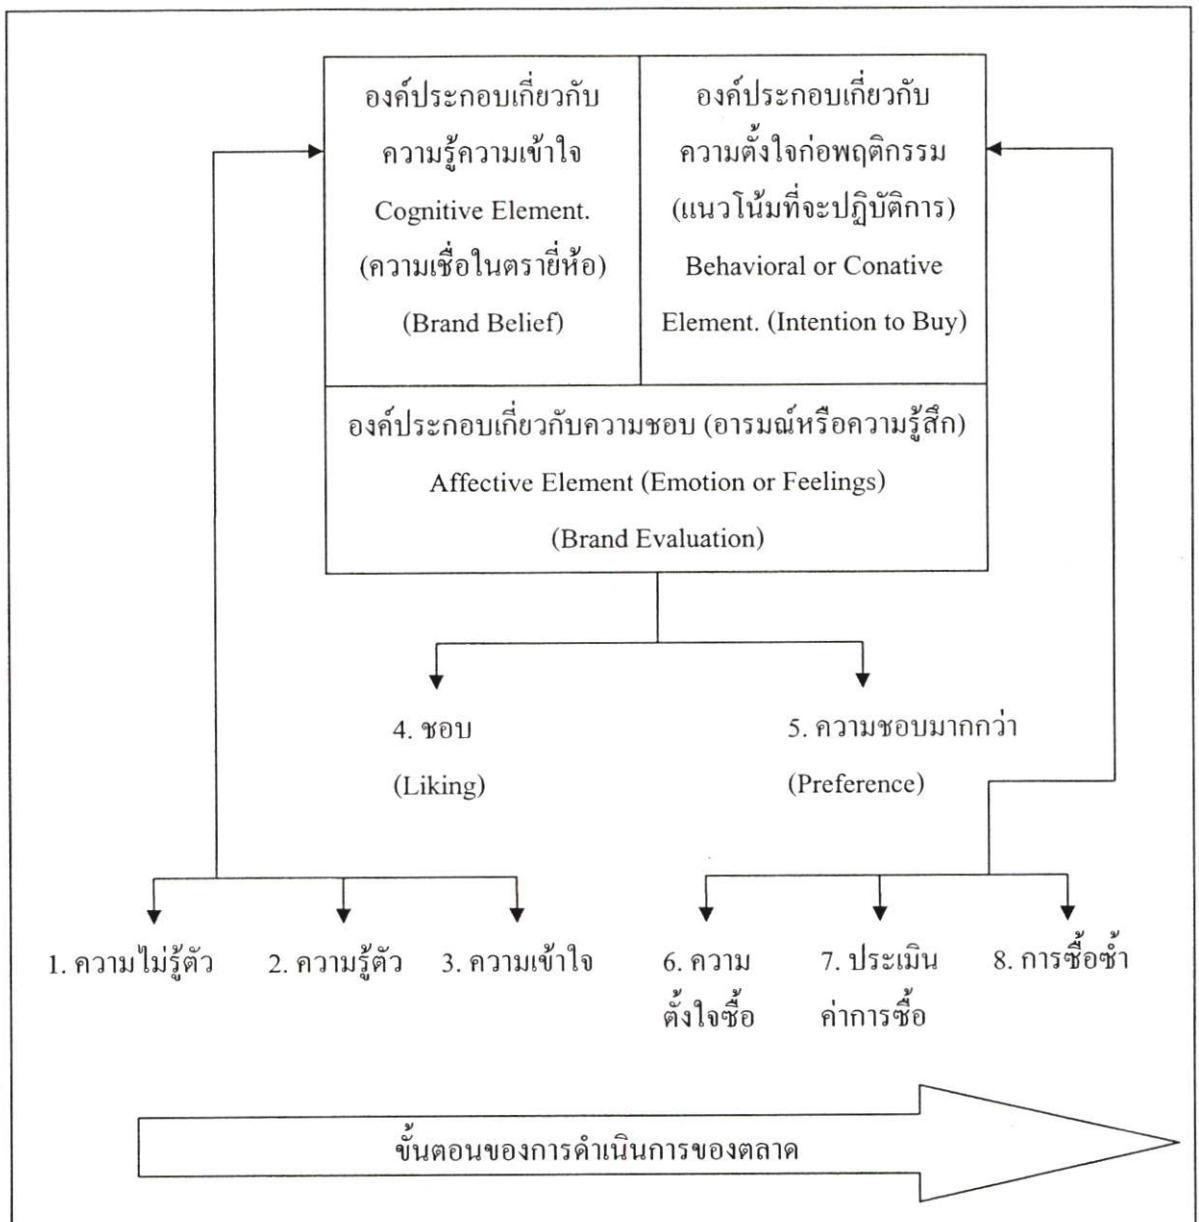 องค์ประกอบเกี่ยวกับ
ความรู้ความเข้าใจ
Cognitive Element.
(ความเชื่อในตรายี่ห้อ)
(Brand Belief)
องค์ประกอบเกี่ยวกับ
ความตั้งใจก่อพฤติกรรม
(แนวโน้มที่จะปฏิบัติการ)
Behavioral or Conative
Element. (Intention to Buy)
องค์ประกอบเกี่ยวกับความชอบ (อารมณ์หรือความรู้สึก)
Affective Element (Emotion or Feelings)
(Brand Evaluation)
4. ชอบ
(Liking)
5. ความชอบมากกว่า
(Preference)
1. ความไม่รู้ตัว
2. ความรู้ตัว
3. ความเข้าใจ
6. ความ
ตั้งใจซื้อ
7. ประเมิน
ค่าการซื้อ
8. การซื้อซ้ำ
ขั้นตอนของการดำเนินการของตลาด